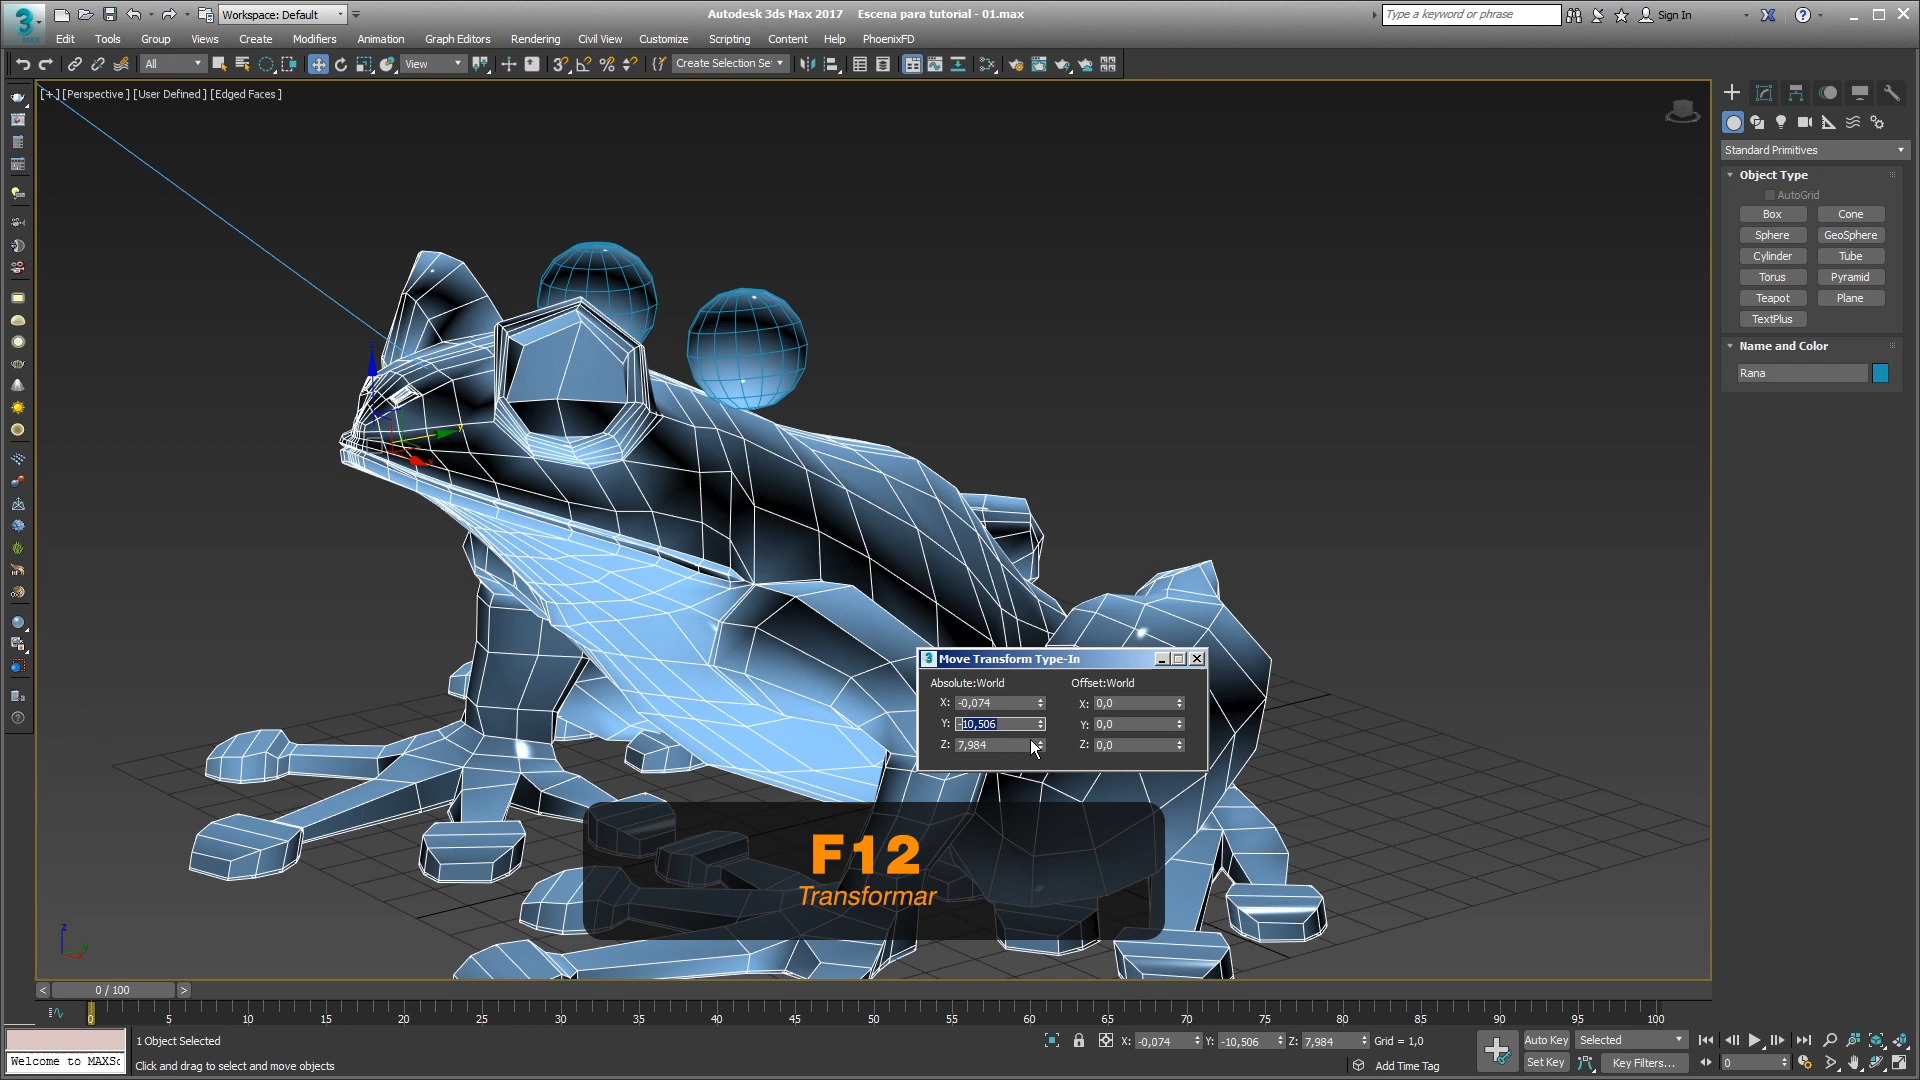 Workspace: Default
Autodesk 3ds Max 2017    Escena para tutorial - 01.max
Type a keyword or phrase
Sign In
Edit Tools Group Views Create Modifiers Animation Graph Editors Rendering Civil View Customize Scripting Content Help PhoenixFD
All
View
Create Selection Se
[+] [Perspective ] [User Defined ] [Edged Faces ]
Standard Primitives
Object Type
AutoGrid
Box Cone
Sphere GeoSphere
Cylinder Tube
Torus Pyramid
Teapot Plane
TextPlus
Name and Color
Rana
Move Transform Type-In
Absolute:World Offset:World
X: -0,074 X: 0,0
Y: -10,506 Y: 0,0
Z: 7,984 Z: 0,0
F12
Transformar
z
y
x
< 0 / 100 >
0 5 10 15 20 25 30 35 40 45 50 55 60 65 70 75 80 85 90 95 100
1 Object Selected
X: -0,074 Y: -10,506 Z: 7,984 Grid = 1,0
Auto Key Selected
Welcome to MAXSc
Click and drag to select and move objects
Add Time Tag
Set Key Key Filters...
0